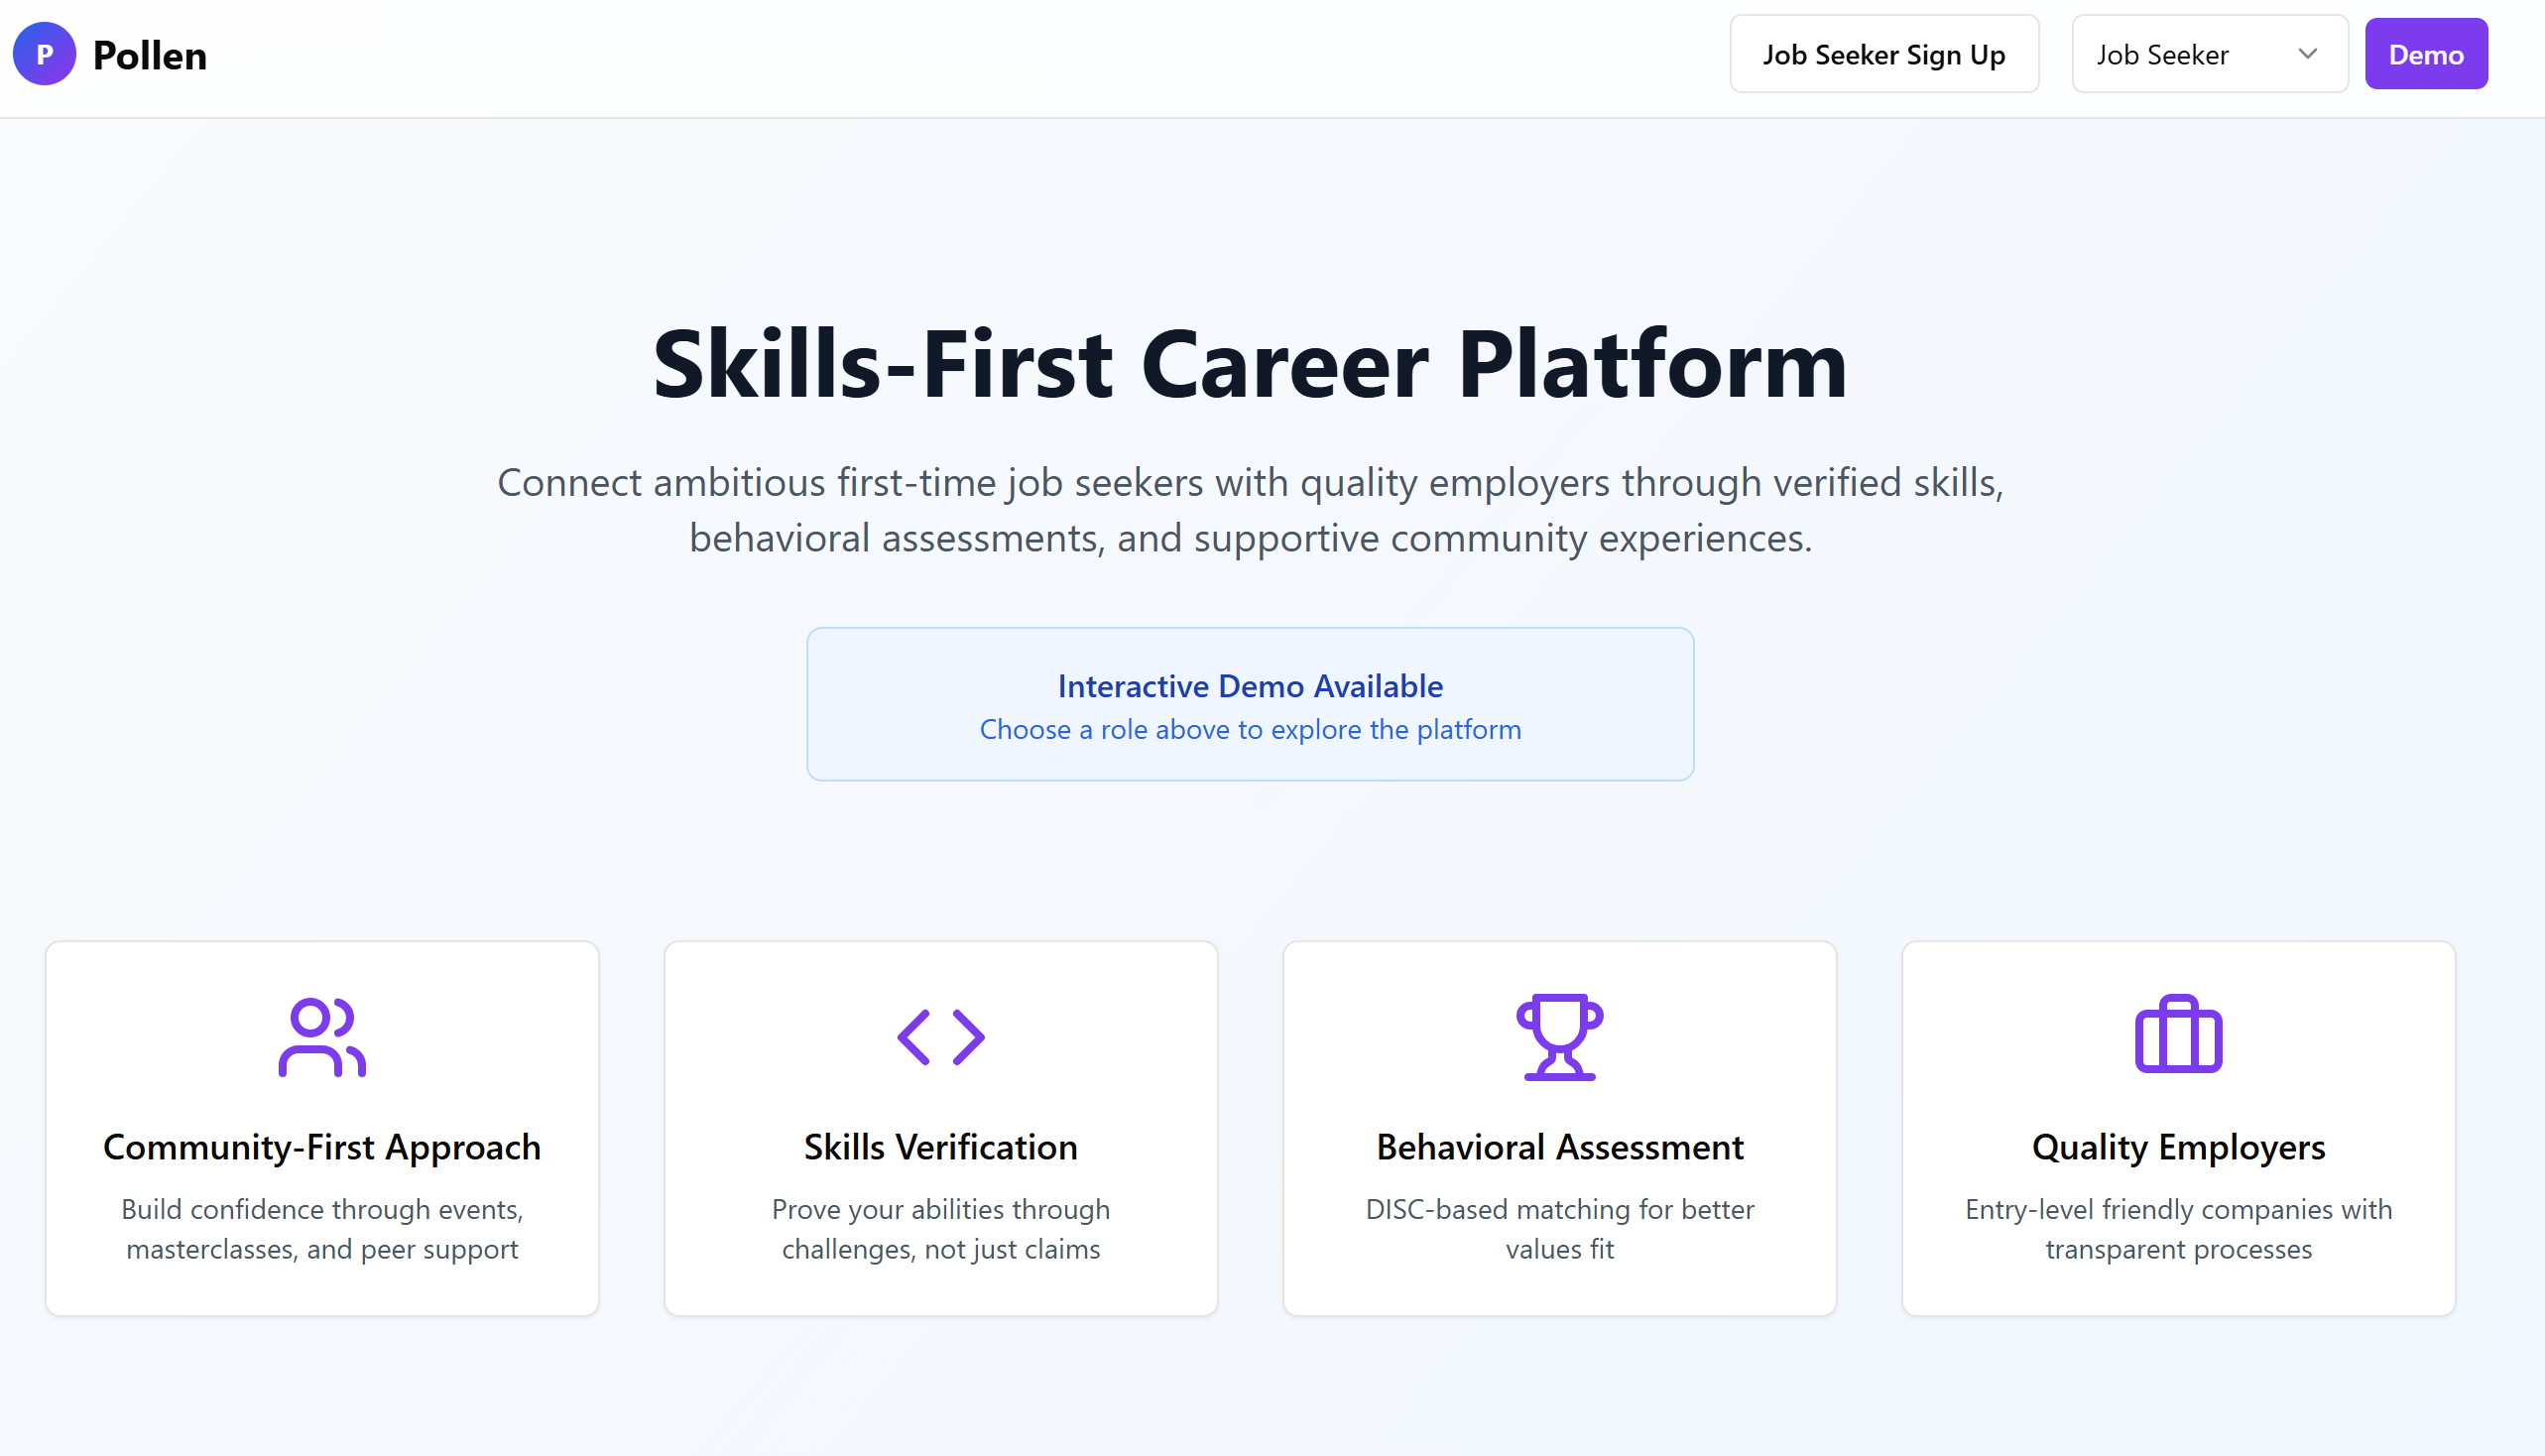 P
Pollen
Job Seeker Sign Up
Job Seeker
Demo
Skills-First Career Platform
Connect ambitious first-time job seekers with quality employers through verified skills,
behavioral assessments, and supportive community experiences.
Interactive Demo Available
Choose a role above to explore the platform
Community-First Approach
Build confidence through events,
masterclasses, and peer support
Skills Verification
Prove your abilities through
challenges, not just claims
Behavioral Assessment
DISC-based matching for better
values fit
Quality Employers
Entry-level friendly companies with
transparent processes